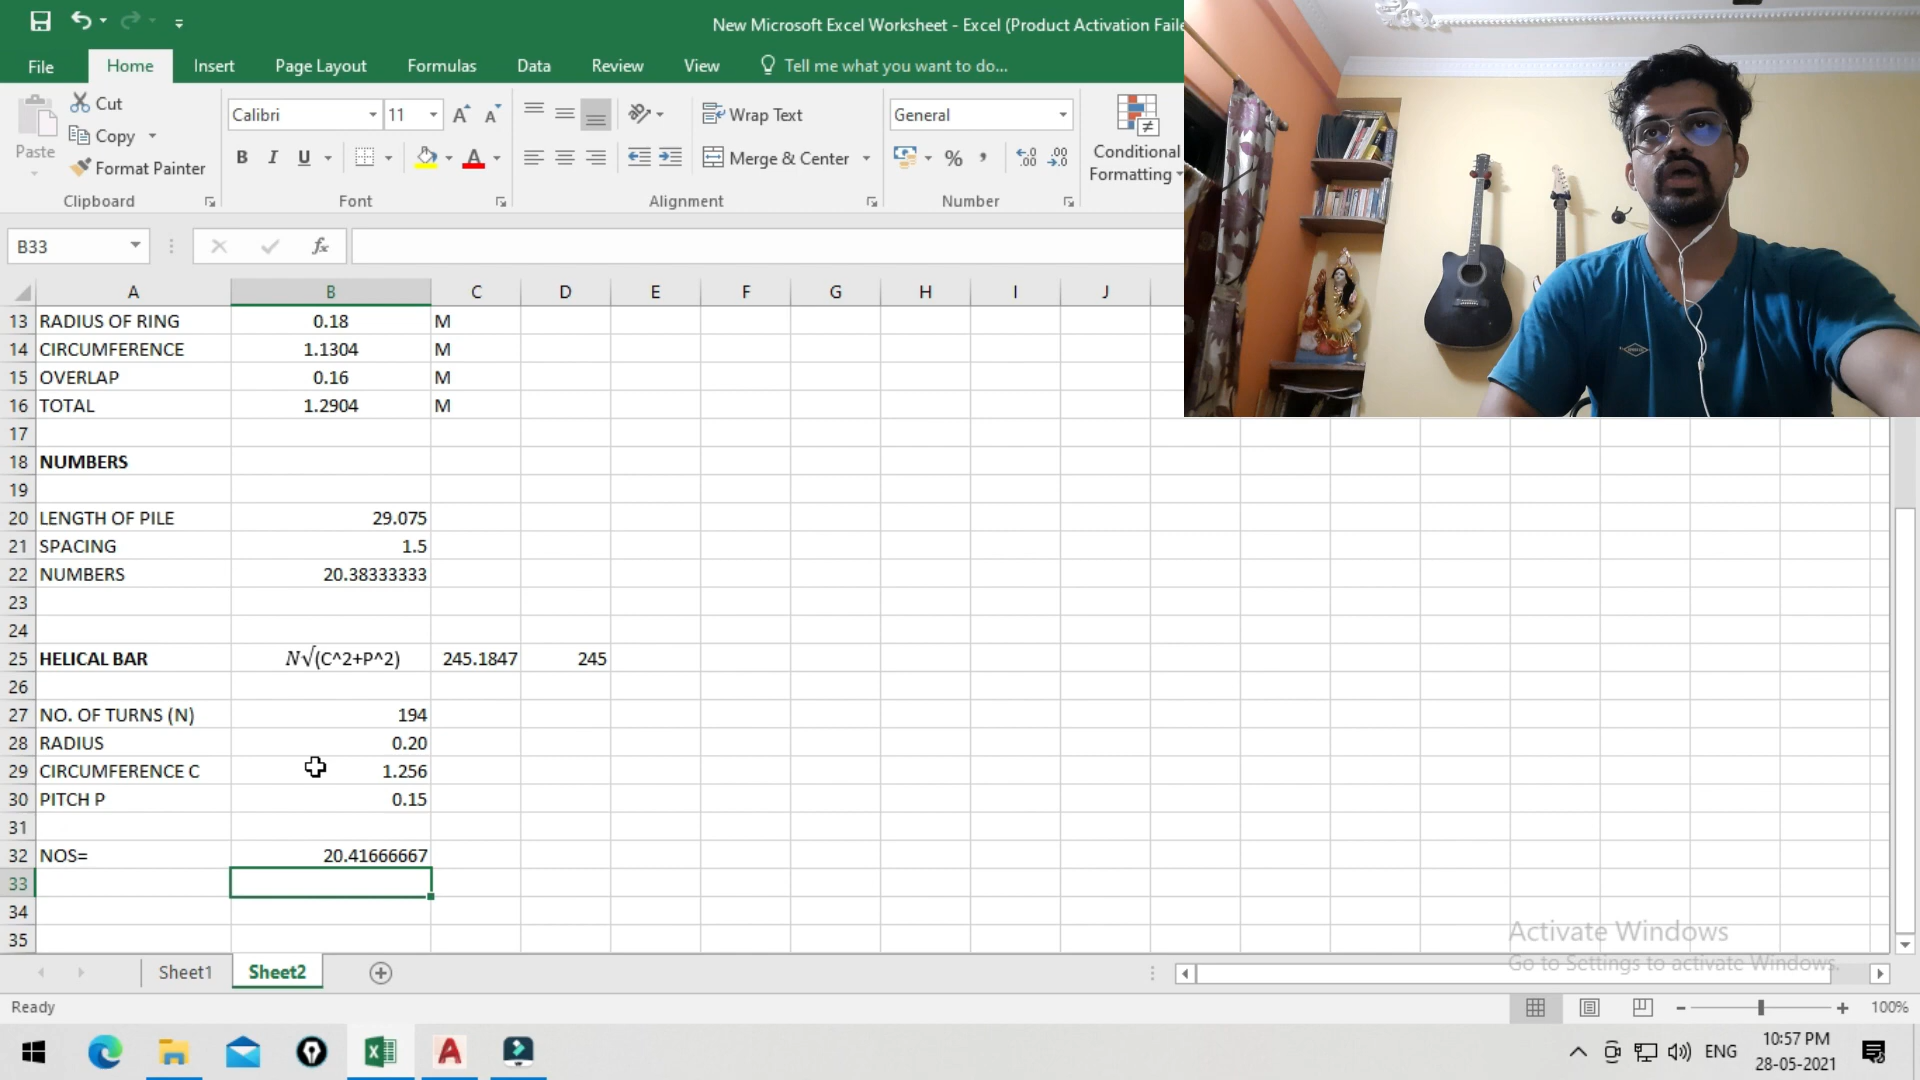 New Microsoft Excel Worksheet - Excel (Product Activation Faile
File Home Insert Page Layout Formulas Data Review View Tell me what you want to do...
Paste
Cut
Copy
Format Painter
Clipboard
Calibri 11
B I U A
Font
Wrap Text
Merge & Center
Alignment
General
%
Number
Conditional
Formatting
B33 fx
A B C D E F G H I J
13 RADIUS OF RING 0.18 M
14 CIRCUMFERENCE 1.1304 M
15 OVERLAP 0.16 M
16 TOTAL 1.2904 M
17
18 NUMBERS
19
20 LENGTH OF PILE 29.075
21 SPACING 1.5
22 NUMBERS 20.38333333
23
24
25 HELICAL BAR N√(C^2+P^2) 245.1847 245
26
27 NO. OF TURNS (N) 194
28 RADIUS 0.20
29 CIRCUMFERENCE C 1.256
30 PITCH P 0.15
31
32 NOS= 20.41666667
33
34
35
Activate Windows
Go to Settings to activate Windows.
Sheet1 Sheet2
Ready 100%
ENG
10:57 PM
28-05-2021